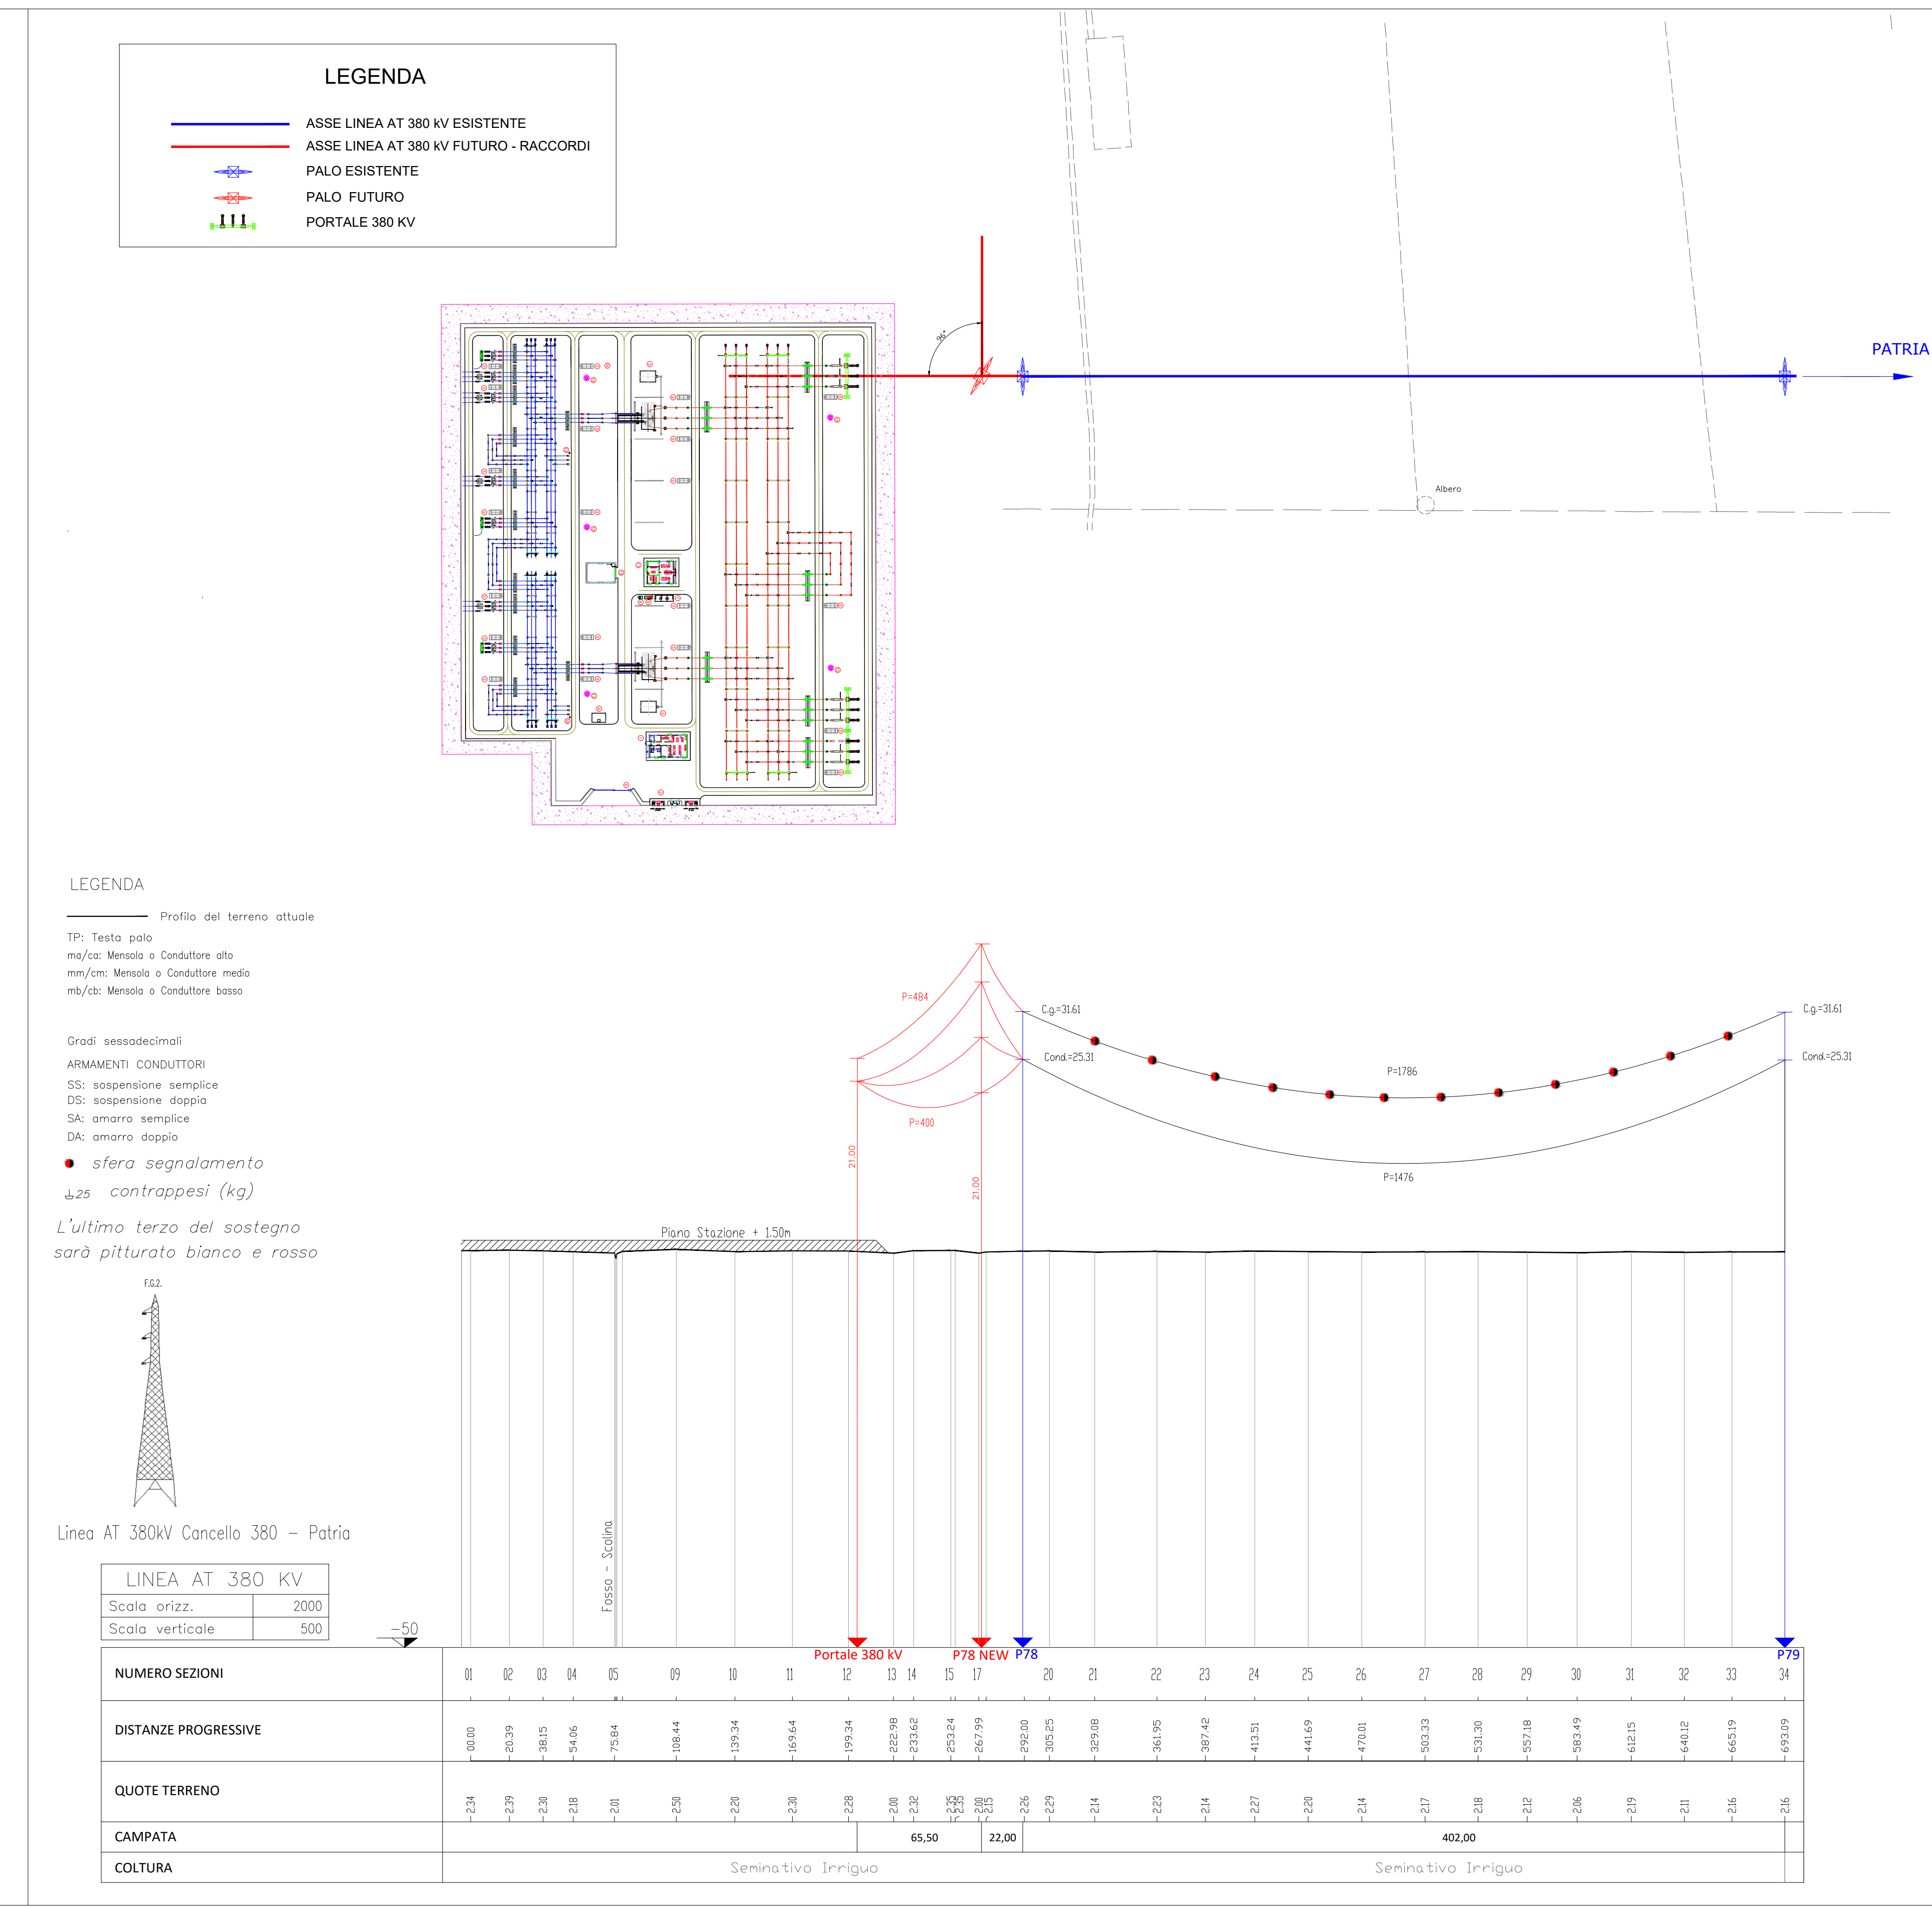 LEGENDA
ASSE LINEA AT 380 kV ESISTENTE
ASSE LINEA AT 380 kV FUTURO - RACCORDI
PALO ESISTENTE
PALO FUTURO
PORTALE 380 KV
96°
PATRIA
Albero
LEGENDA
Profilo del terreno attuale
TP: Testa palo
ma/ca: Mensola o Conduttore alto
mm/cm: Mensola o Conduttore medio
mb/cb: Mensola o Conduttore basso
Gradi sessadecimali
ARMAMENTI CONDUTTORI
SS: sospensione semplice
DS: sospensione doppia
SA: amarro semplice
DA: amarro doppio
sfera segnalamento
25 contrappesi (kg)
L'ultimo terzo del sostegno
sarà pitturato bianco e rosso
F.G.2.
Linea AT 380kV Cancello 380 - Patria
LINEA AT 380 KV
Scala orizz. 2000
Scala verticale 500
P=484
P=400
21.00
21.00
C.g.=31.61
Cond.=25.31
P=1786
P=1476
C.g.=31.61
Cond.=25.31
Piano Stazione + 1.50m
Fosso - Scolina
-50
Portale 380 kV P78 NEW P78 P79
NUMERO SEZIONI 01 02 03 04 05 09 10 11 12 13 14 15 17 20 21 22 23 24 25 26 27 28 29 30 31 32 33 34
DISTANZE PROGRESSIVE 00.00 20.39 38.15 54.06 75.84 108.44 139.34 169.64 199.34 222.98 233.62 253.24 267.99 292.00 305.25 329.08 361.95 387.42 413.51 441.69 470.01 503.33 531.30 557.18 583.49 612.15 640.12 665.19 693.09
QUOTE TERRENO 2.34 2.39 2.30 2.18 2.01 2.50 2.20 2.30 2.28 2.00 2.32 2.35 2.35 2.00 2.15 2.26 2.29 2.14 2.23 2.14 2.27 2.20 2.14 2.17 2.18 2.12 2.06 2.19 2.11 2.16 2.16
CAMPATA 65,50 22,00 402,00
COLTURA Seminativo Irriguo Seminativo Irriguo